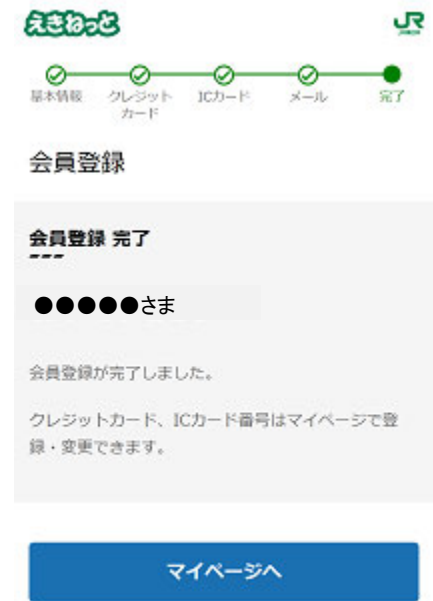 えきねっと
JR
基本情報 クレジット ICカード メール 完了
カード
会員登録
会員登録 完了
●●●●●さま
会員登録が完了しました。
クレジットカード、ICカード番号はマイページで登
録・変更できます。
マイページへ